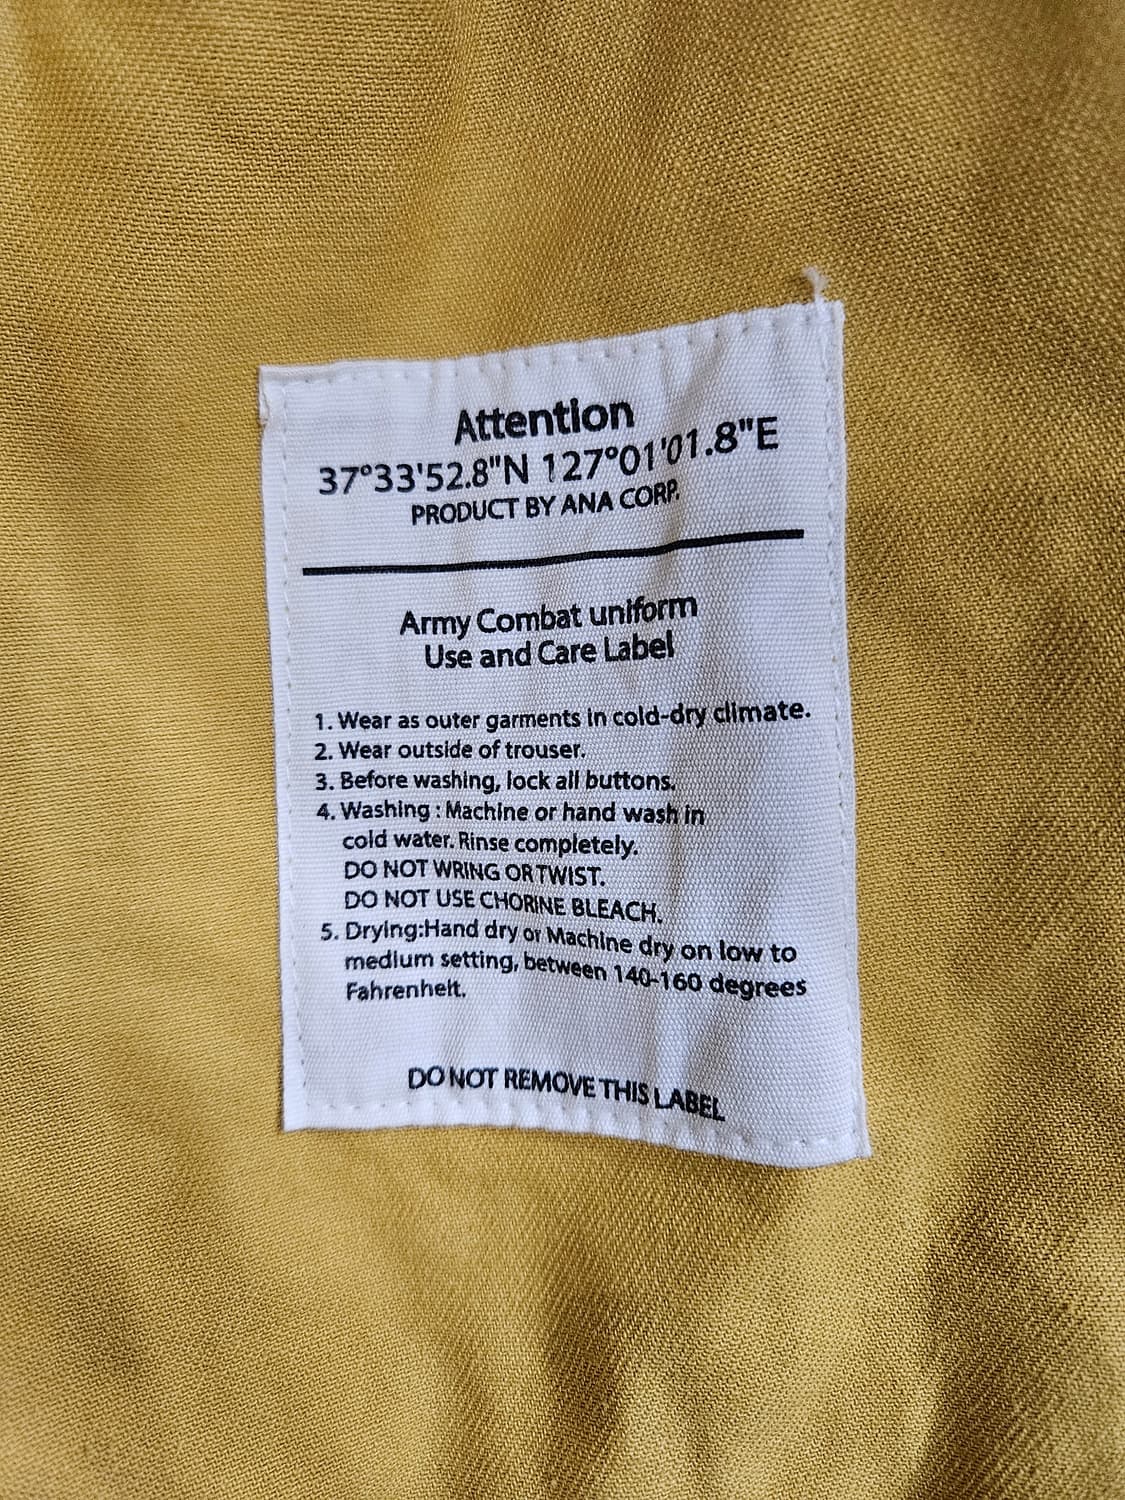 Attention
37°33'52.8"N 127°01'01.8"E
PRODUCT BY ANA CORP.
Army Combat uniform
Use and Care Label
1. Wear as outer garments in cold-dry climate.
2. Wear outside of trouser.
3. Before washing, lock all buttons.
4. Washing : Machine or hand wash in
cold water. Rinse completely.
DO NOT WRING OR TWIST.
DO NOT USE CHORINE BLEACH.
5. Drying:Hand dry or Machine dry on low to
medium setting, between 140-160 degrees
Fahrenheit.
DO NOT REMOVE THIS LABEL